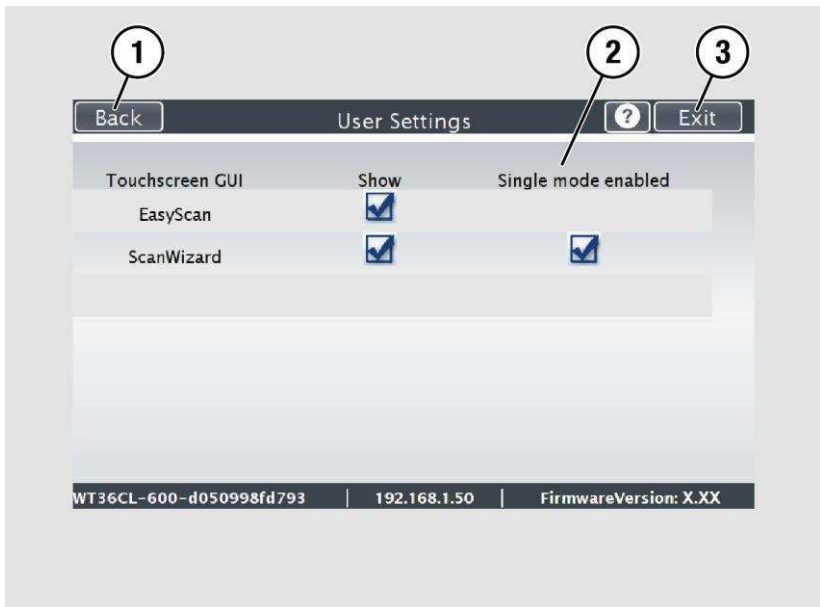 1 2 3
Back User Settings ? Exit
Touchscreen GUI Show Single mode enabled
EasyScan
ScanWizard
WT36CL-600-d050998fd793 | 192.168.1.50 | FirmwareVersion: X.XX